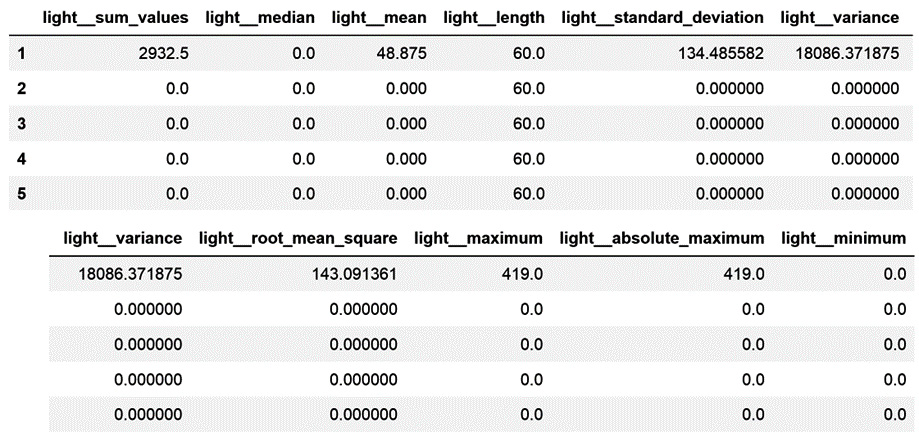 light__sum_values light__median light__mean light__length light__standard_deviation light__variance
1 2932.5 0.0 48.875 60.0 134.485582 18086.371875
2 0.0 0.0 0.000 60.0 0.000000 0.000000
3 0.0 0.0 0.000 60.0 0.000000 0.000000
4 0.0 0.0 0.000 60.0 0.000000 0.000000
5 0.0 0.0 0.000 60.0 0.000000 0.000000
light__variance light__root_mean_square light__maximum light__absolute_maximum light__minimum
18086.371875 143.091361 419.0 419.0 0.0
0.000000 0.000000 0.0 0.0 0.0
0.000000 0.000000 0.0 0.0 0.0
0.000000 0.000000 0.0 0.0 0.0
0.000000 0.000000 0.0 0.0 0.0